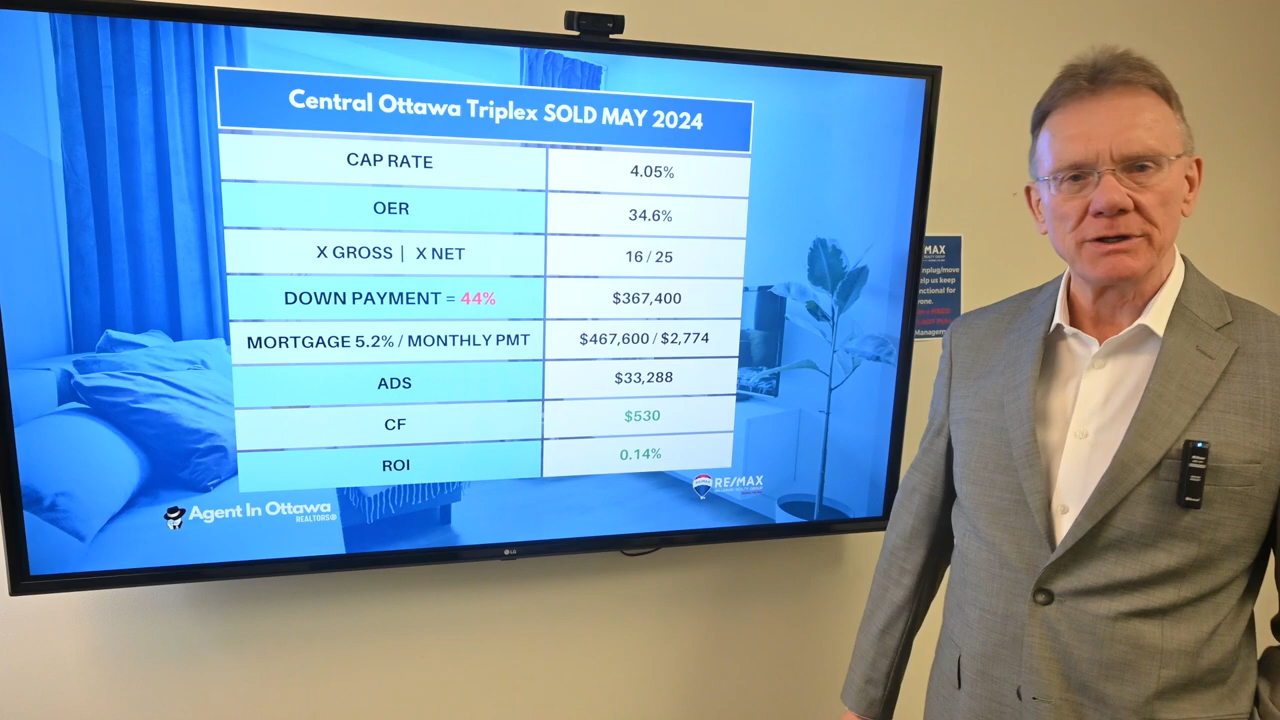 Central Ottawa Triplex SOLD MAY 2024
CAP RATE 4.05%
OER 34.6%
X GROSS | X NET 16 / 25
DOWN PAYMENT = 44% $367,400
MORTGAGE 5.2% / MONTHLY PMT $467,600 / $2,774
ADS $33,288
CF $530
ROI 0.14%
Agent In Ottawa
REALTORS®
RE/MAX
LG
MAX
nplug/move
elp us keep
nctional for
yone.
Managem